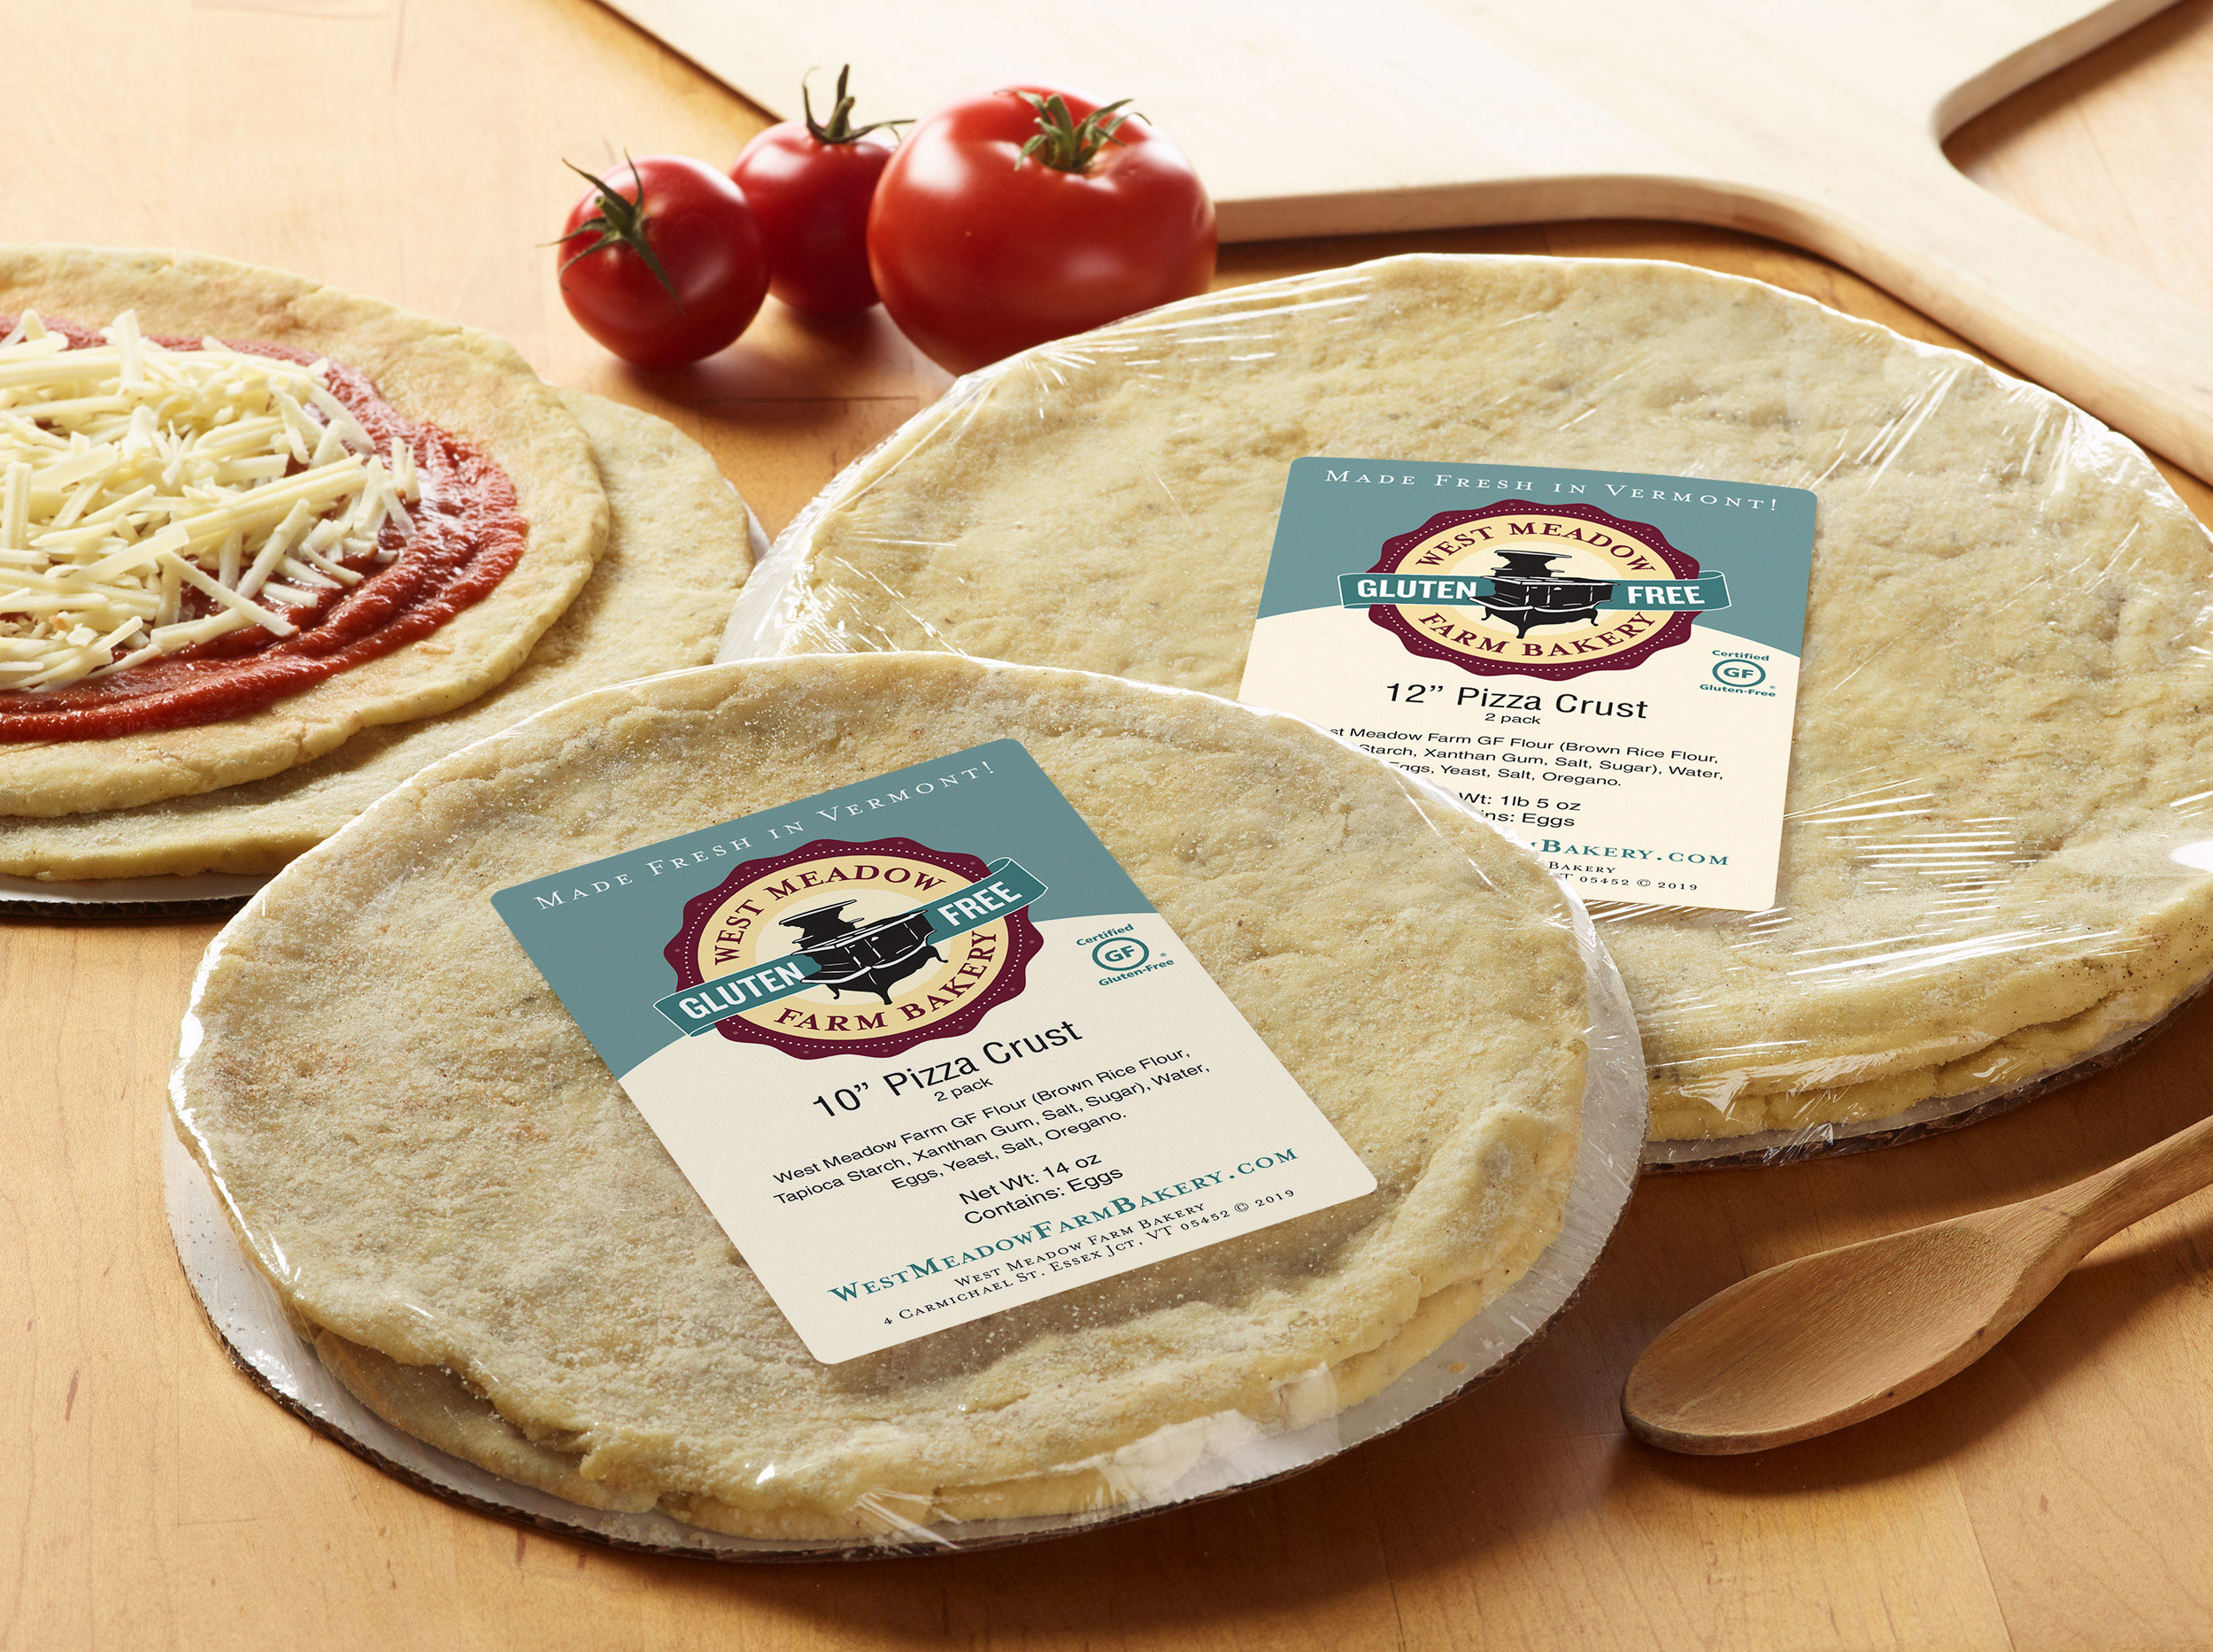 MADE FRESH IN VERMONT!
WEST MEADOW
GLUTEN FREE
FARM BAKERY
Certified
GF
Gluten-Free
12” Pizza Crust
2 pack
Meadow Farm GF Flour (Brown Rice Flour,
Starch, Xanthan Gum, Salt, Sugar), Water,
Eggs, Yeast, Salt, Oregano.
Wt: 1lb 5 oz
Eggs
BAKERY.COM
BAKERY
05452 © 2019
MADE FRESH IN VERMONT!
WEST MEADOW
GLUTEN FREE
FARM BAKERY
Certified
GF
Gluten-Free
10” Pizza Crust
2 pack
West Meadow Farm GF Flour (Brown Rice Flour,
Tapioca Starch, Xanthan Gum, Salt, Sugar), Water,
Eggs, Yeast, Salt, Oregano.
Net Wt: 14 oz
Contains: Eggs
WESTMEADOWFARMBAKERY.COM
WEST MEADOW FARM BAKERY
4 CARMICHAEL ST. ESSEX JCT, VT 05452 © 2019